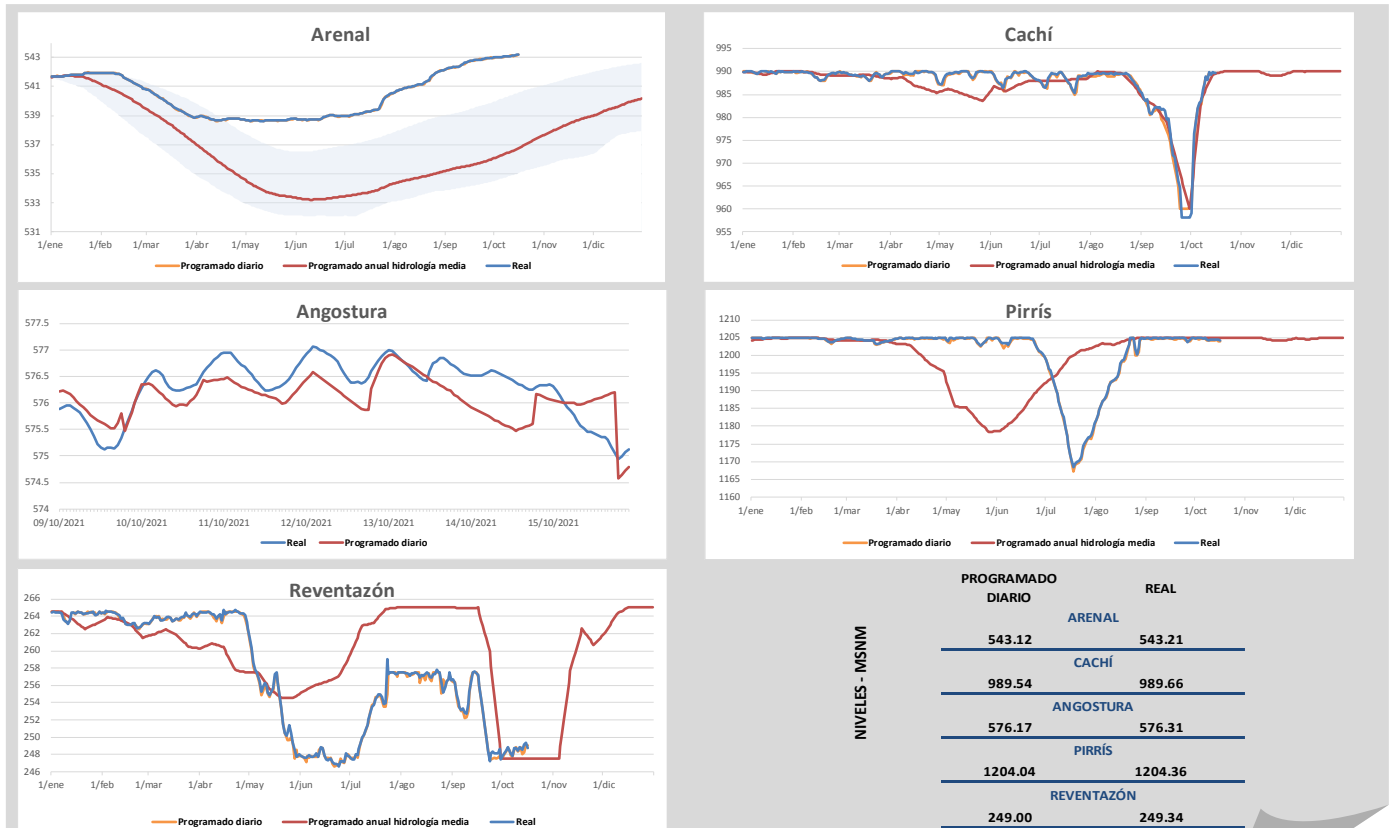 Arenal
543
541
539
537
535
533
531
1/ene 1/feb 1/mar 1/abr 1/may 1/jun 1/jul 1/ago 1/sep 1/oct 1/nov 1/dic
Programado diario Programado anual hidrología media Real
Cachí
995
990
985
980
975
970
965
960
955
1/ene 1/feb 1/mar 1/abr 1/may 1/jun 1/jul 1/ago 1/sep 1/oct 1/nov 1/dic
Programado diario Programado anual hidrología media Real
Angostura
577.5
577
576.5
576
575.5
575
574.5
574
09/10/2021 10/10/2021 11/10/2021 12/10/2021 13/10/2021 14/10/2021 15/10/2021
Real Programado diario
Pirrís
1210
1205
1200
1195
1190
1185
1180
1175
1170
1165
1160
1/ene 1/feb 1/mar 1/abr 1/may 1/jun 1/jul 1/ago 1/sep 1/oct 1/nov 1/dic
Programado diario Programado anual hidrología media Real
Reventazón
266
264
262
260
258
256
254
252
250
248
246
1/ene 1/feb 1/mar 1/abr 1/may 1/jun 1/jul 1/ago 1/sep 1/oct 1/nov 1/dic
Programado diario Programado anual hidrología media Real
NIVELES - MSNM
PROGRAMADO
DIARIO
REAL
ARENAL
543.12 543.21
CACHÍ
989.54 989.66
ANGOSTURA
576.17 576.31
PIRRÍS
1204.04 1204.36
REVENTAZÓN
249.00 249.34